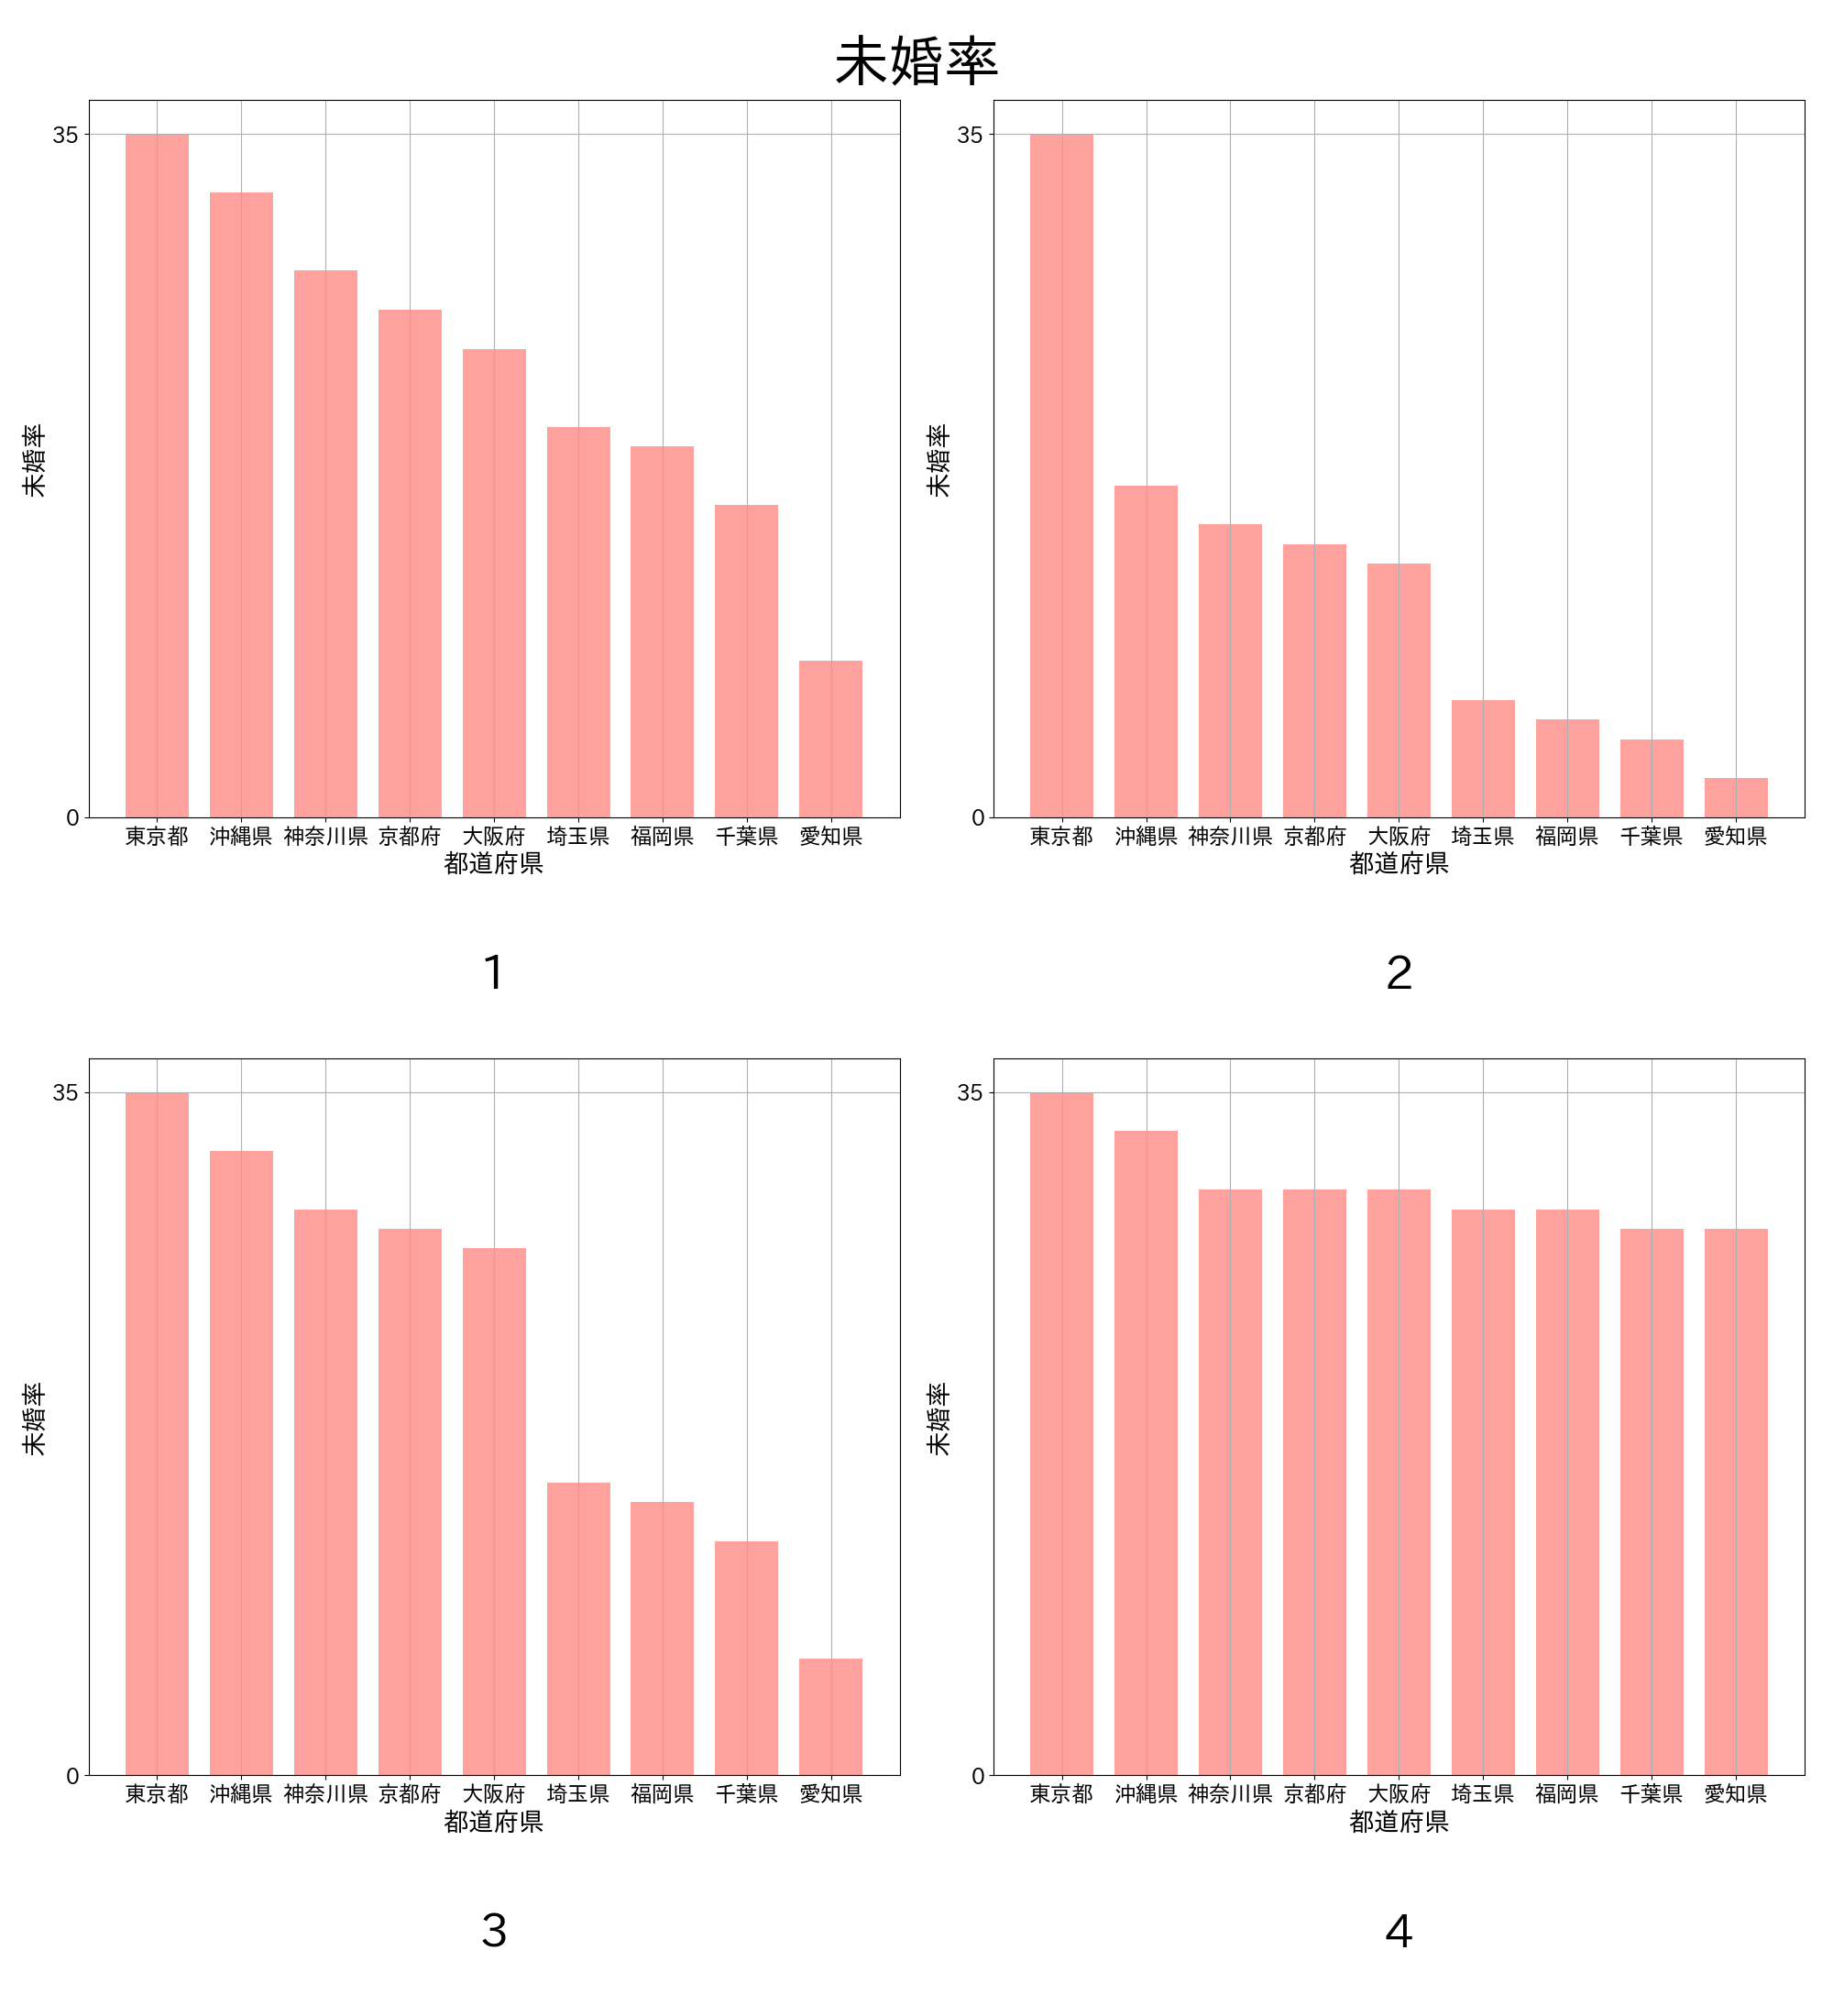 未婚率
35
0
未婚率
東京都 沖縄県 神奈川県 京都府 大阪府 埼玉県 福岡県 千葉県 愛知県
都道府県
1
35
0
未婚率
東京都 沖縄県 神奈川県 京都府 大阪府 埼玉県 福岡県 千葉県 愛知県
都道府県
2
35
0
未婚率
東京都 沖縄県 神奈川県 京都府 大阪府 埼玉県 福岡県 千葉県 愛知県
都道府県
3
35
0
未婚率
東京都 沖縄県 神奈川県 京都府 大阪府 埼玉県 福岡県 千葉県 愛知県
都道府県
4